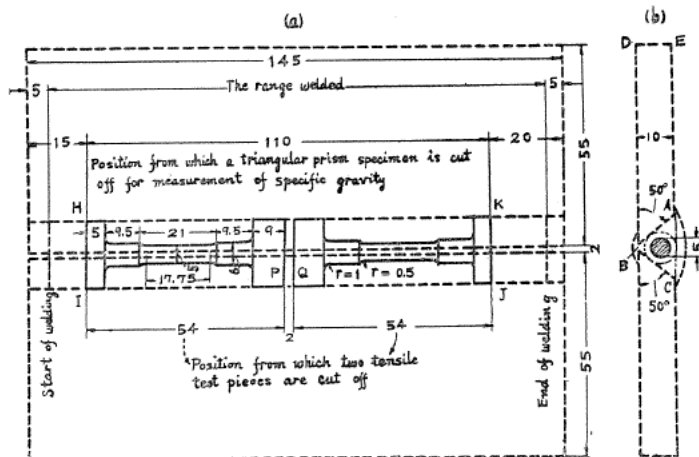 (a)
(b)
D E
145
5 The range welded 5
15 110 20
55
10
Position from which a triangular prism specimen is cut
off for measurement of specific gravity
50°
H K A
5 9.5 21 9.5 9
2
B
P Q
17.75
r=1 r=0.5
C
I J
50°
54 2 54
Start of welding
End of welding
55
Position from which two tensile
test pieces are cut off